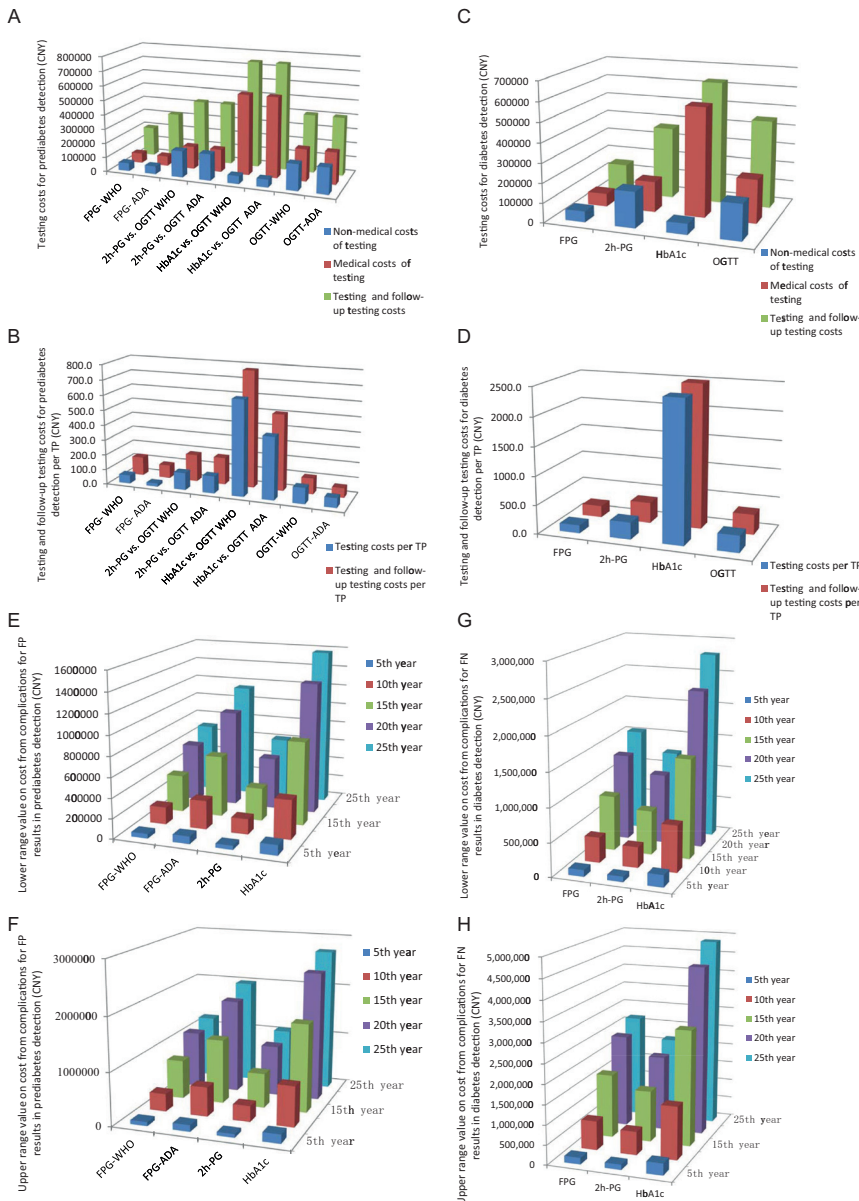 A
Testing costs for prediabetes detection (CNY)
800000
700000
600000
500000
400000
300000
200000
100000
0
FPG- WHO
FPG-ADA
2h-PG vs. OGTT WHO
2h-PG vs. OGTT ADA
HbA1c vs. OGTT WHO
HbA1c vs. OGTT ADA
OGTT-WHO
OGTT-ADA
Non-medical costs
of testing
Medical costs of
testing
Testing and follow-
up testing costs
C
Testing costs for diabetes detection (CNY)
700000
600000
500000
400000
300000
200000
100000
0
FPG
2h-PG
HbA1c
OGTT
Non-medical costs
of testing
Medical costs of
testing
Testing and follow-
up testing costs
B
Testing and follow-up testing costs for prediabetes
detection per TP (CNY)
800.0
700.0
600.0
500.0
400.0
300.0
200.0
100.0
0.0
FPG- WHO
FPG-ADA
2h-PG vs. OGTT WHO
2h-PG vs. OGTT ADA
HbA1c vs. OGTT WHO
HbA1c vs. OGTT ADA
OGTT-WHO
OGTT-ADA
Testing costs per TP
Testing and follow-
up testing costs per
TP
D
Testing and follow-up testing costs for diabetes
detection per TP (CNY)
2500.0
2000.0
1500.0
1000.0
500.0
0.0
FPG
2h-PG
HbA1c
OGTT
Testing costs per TP
Testing and follow-
up testing costs per
TP
E
Lower range value on cost from complications for FP
results in prediabetes detection (CNY)
1600000
1400000
1200000
1000000
800000
600000
400000
200000
0
FPG-WHO
FPG-ADA
2h-PG
HbA1c
5th year
15th year
25th year
5th year
10th year
15th year
20th year
25th year
G
Lower range value on cost from complications for FN
results in diabetes detection (CNY)
3,000,000
2,500,000
2,000,000
1,500,000
1,000,000
500,000
0
FPG
2h-PG
HbA1c
5th year
10th year
15th year
20th year
25th year
5th year
10th year
15th year
20th year
25th year
F
Upper range value on cost from complications for FP
results in prediabetes detection (CNY)
3000000
2000000
1000000
0
FPG-WHO
FPG-ADA
2h-PG
HbA1c
5th year
15th year
25th year
5th year
10th year
15th year
20th year
25th year
H
Upper range value on cost from complications for FN
results in diabetes detection (CNY)
5,000,000
4,500,000
4,000,000
3,500,000
3,000,000
2,500,000
2,000,000
1,500,000
1,000,000
500,000
0
FPG
2h-PG
HbA1c
5th year
15th year
25th year
5th year
10th year
15th year
20th year
25th year